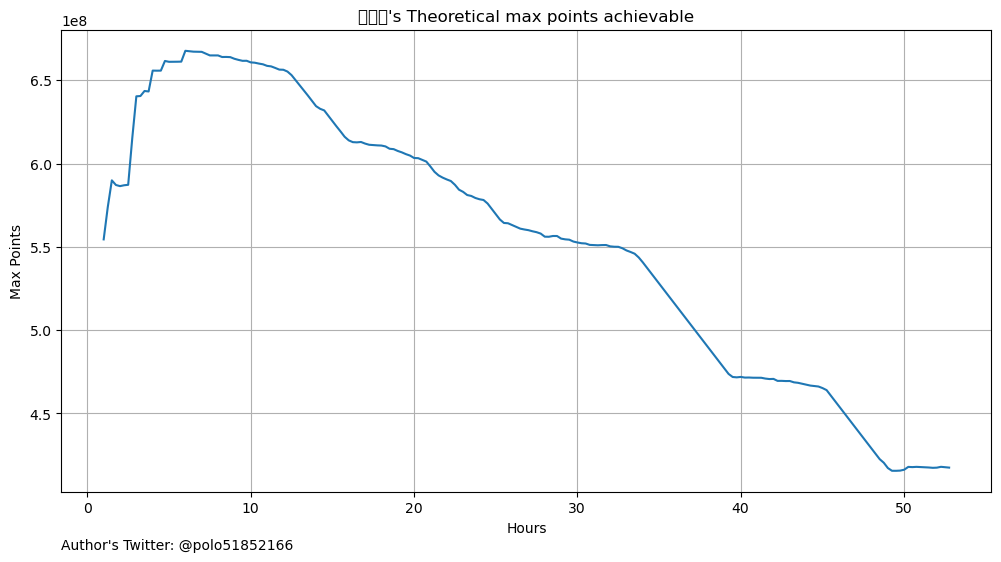 's Theoretical max points achievable
1e8
6.5
6.0
5.5
5.0
4.5
Max Points
0 10 20 30 40 50
Hours
Author's Twitter: @polo51852166